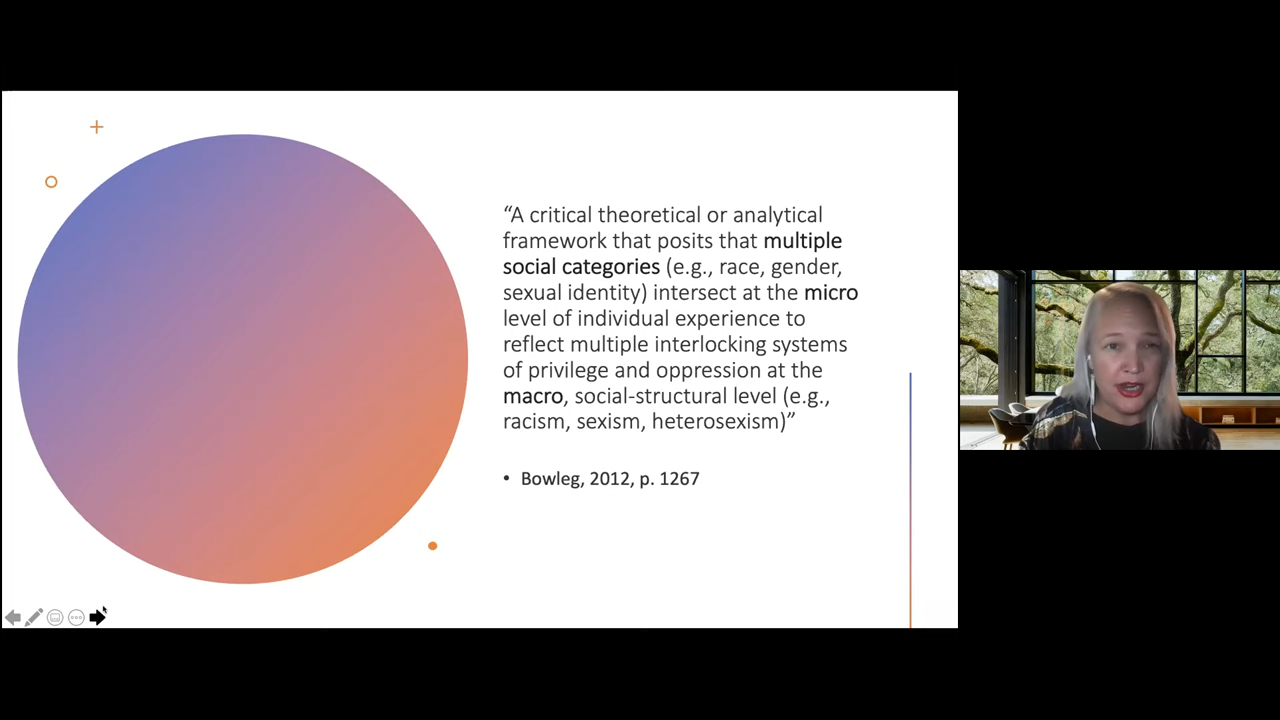 “A critical theoretical or analytical
framework that posits that multiple
social categories (e.g., race, gender,
sexual identity) intersect at the micro
level of individual experience to
reflect multiple interlocking systems
of privilege and oppression at the
macro, social-structural level (e.g.,
racism, sexism, heterosexism)”
• Bowleg, 2012, p. 1267